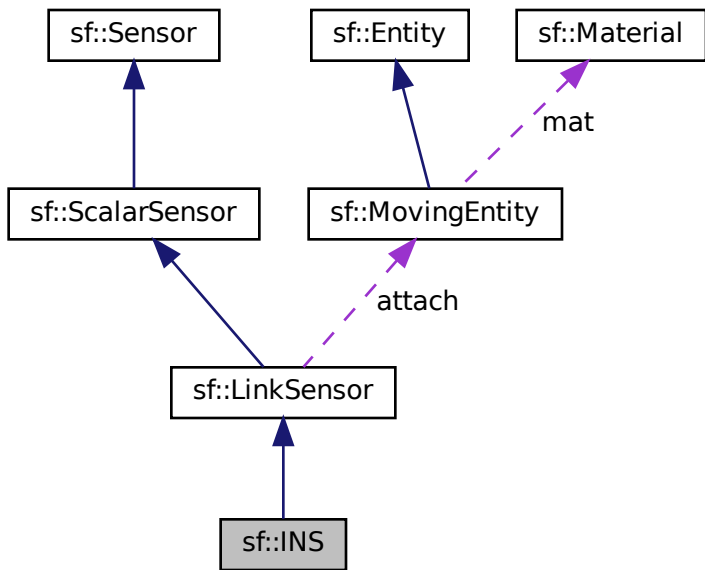 sf::Sensor
sf::Entity
sf::Material
mat
sf::ScalarSensor
sf::MovingEntity
attach
sf::LinkSensor
sf::INS